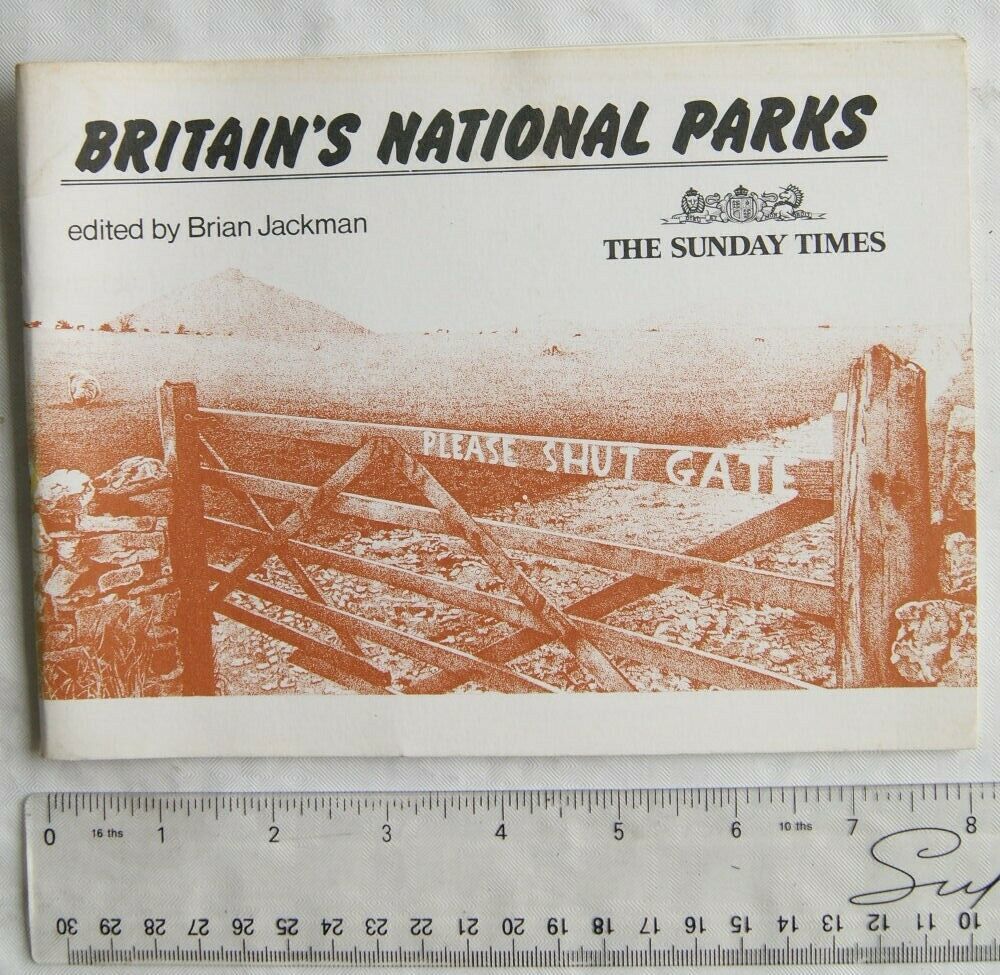 BRITAIN'S NATIONAL PARKS
edited by Brian Jackman
THE SUNDAY TIMES
PLEASE SHUT GATE
0 16 ths 1 2 3 4 5 6 10 ths 7 8
30 29 28 27 26 25 24 23 22 21 20 19 18 17 16 15 14 13 12 11 10